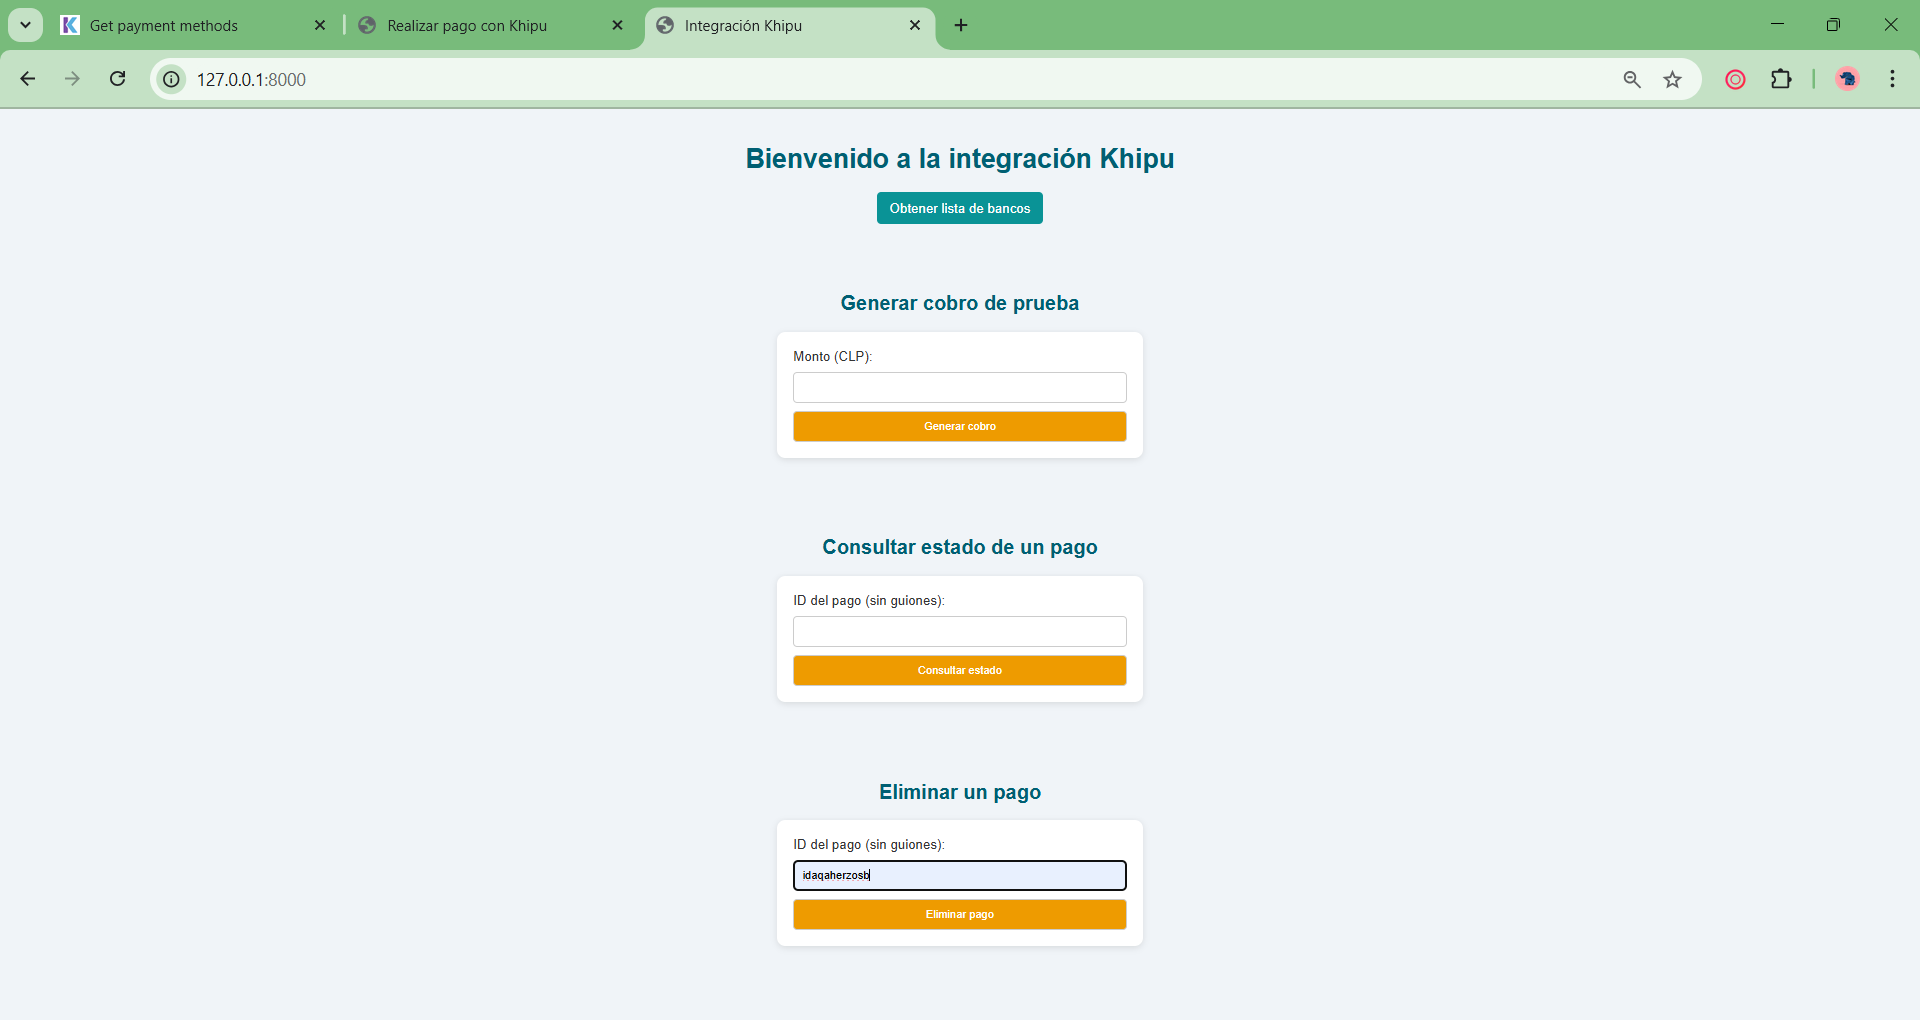 Get payment methods
Realizar pago con Khipu
Integración Khipu
127.0.0.1:8000
Bienvenido a la integración Khipu
Obtener lista de bancos
Generar cobro de prueba
Monto (CLP):
Generar cobro
Consultar estado de un pago
ID del pago (sin guiones):
Consultar estado
Eliminar un pago
ID del pago (sin guiones):
idaqaherzosb
Eliminar pago